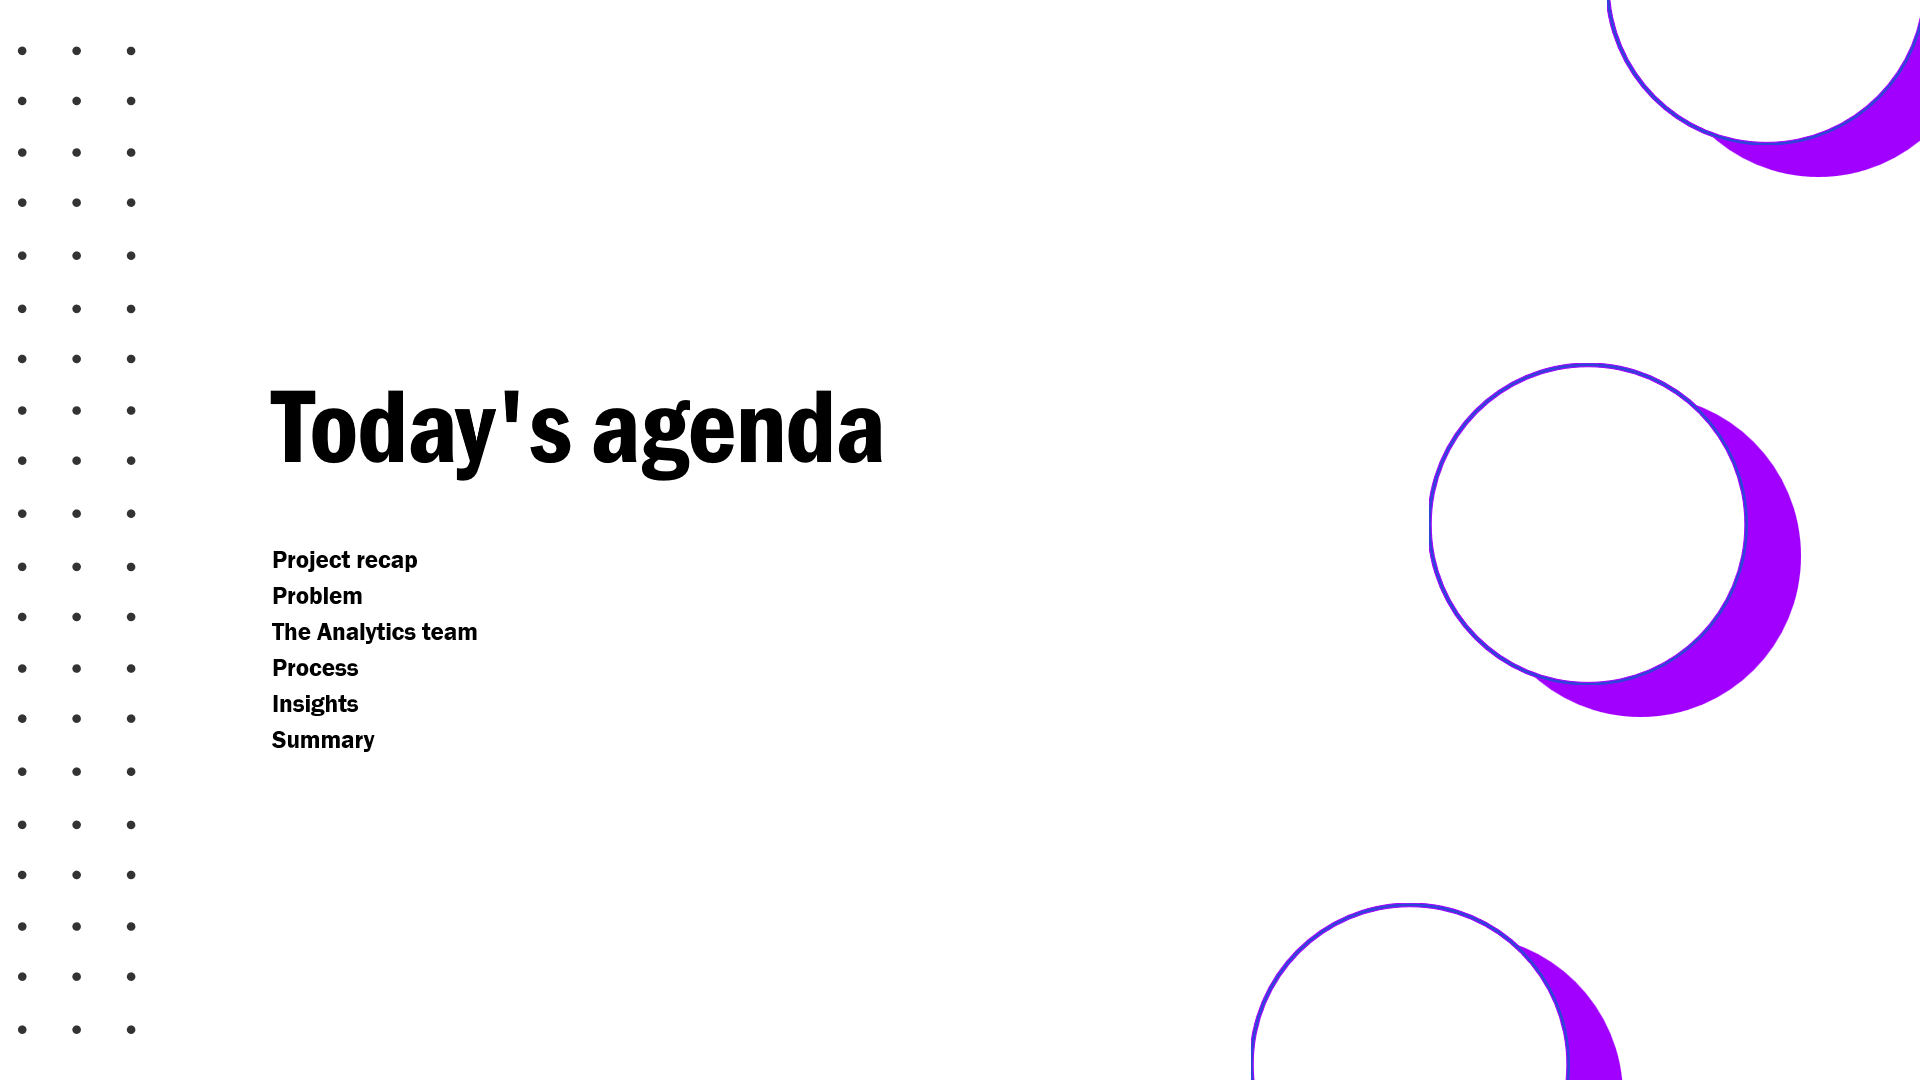 Today's agenda
Project recap
Problem
The Analytics team
Process
Insights
Summary